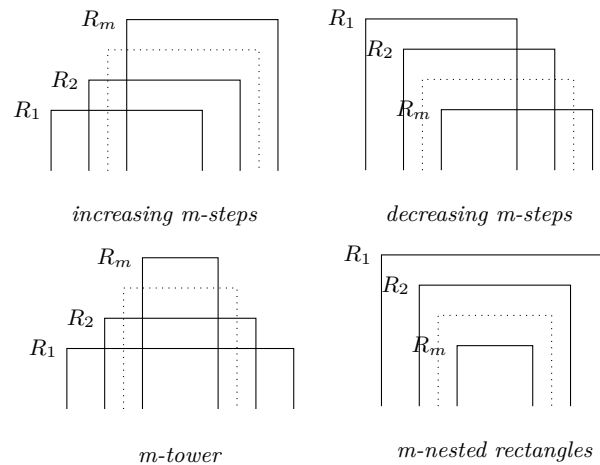 R_m
R_2
R_1
increasing m-steps
R_1
R_2
R_m
decreasing m-steps
R_m
R_2
R_1
m-tower
R_1
R_2
R_m
m-nested rectangles